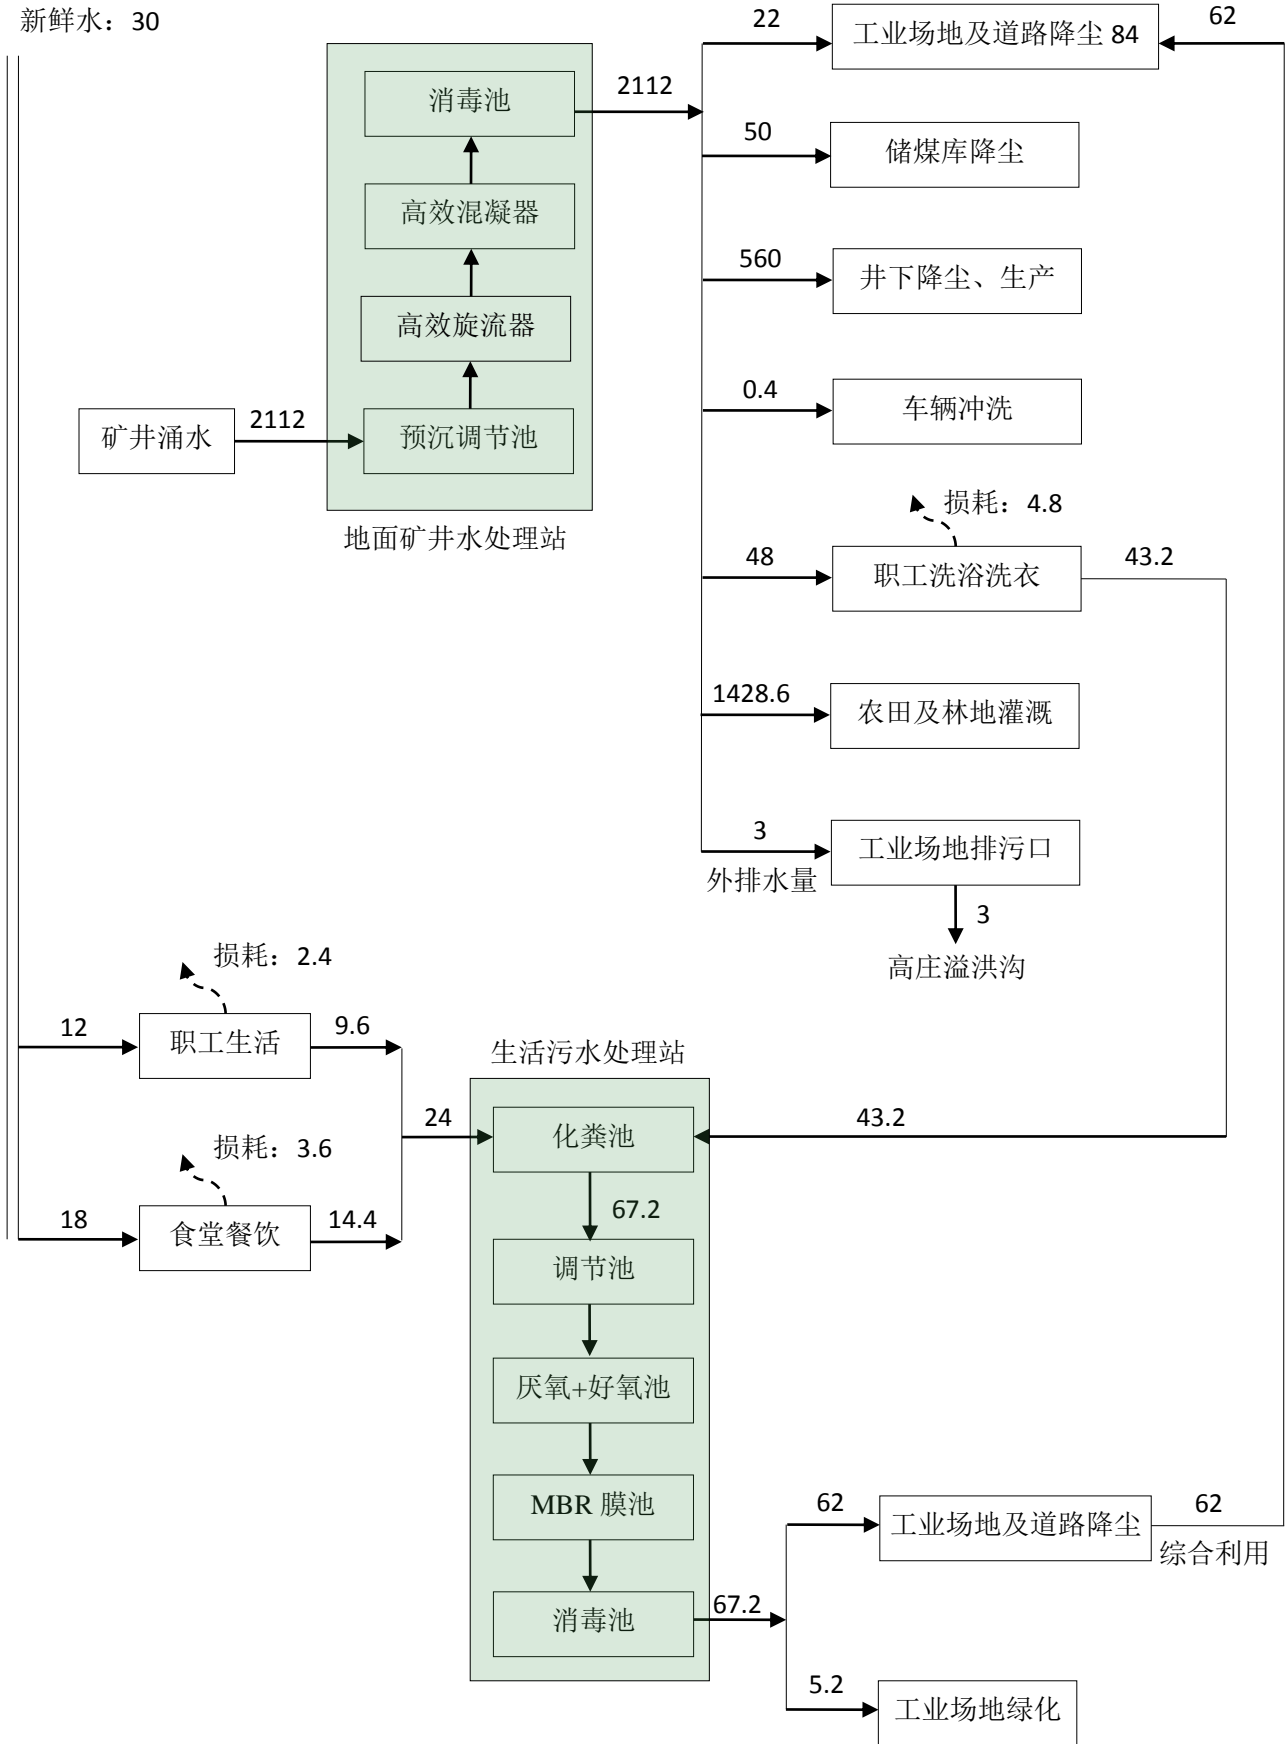 新鲜水：30
22
工业场地及道路降尘 84
62
消毒池
2112
50
储煤库降尘
高效混凝器
560
井下降尘、生产
高效旋流器
0.4
车辆冲洗
矿井涌水
2112
预沉调节池
地面矿井水处理站
损耗：4.8
48
职工洗浴洗衣
43.2
1428.6
农田及林地灌溉
3
工业场地排污口
外排水量
3
高庄溢洪沟
损耗：2.4
12
职工生活
9.6
生活污水处理站
24
化粪池
43.2
损耗：3.6
67.2
18
食堂餐饮
14.4
调节池
厌氧+好氧池
MBR 膜池
62
工业场地及道路降尘
62
综合利用
消毒池
67.2
5.2
工业场地绿化